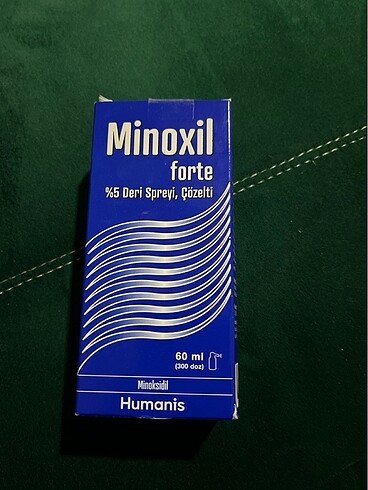 Minoxil
forte
%5 Deri Spreyi, Çözelti
60 ml
(300 doz)
Minoksidil
Humanis